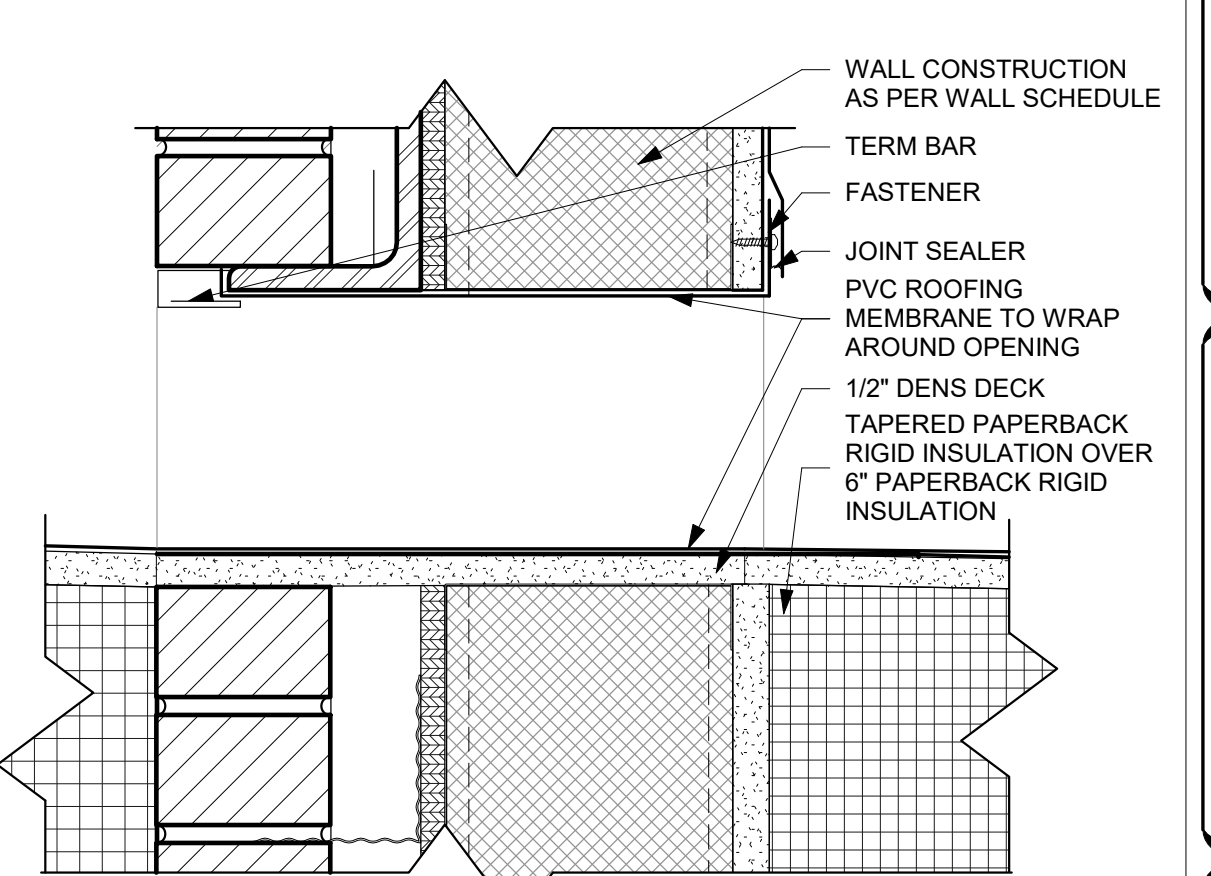 WALL CONSTRUCTION
AS PER WALL SCHEDULE
TERM BAR
FASTENER
JOINT SEALER
PVC ROOFING
MEMBRANE TO WRAP
AROUND OPENING
1/2" DENS DECK
TAPERED PAPERBACK
RIGID INSULATION OVER
6" PAPERBACK RIGID
INSULATION